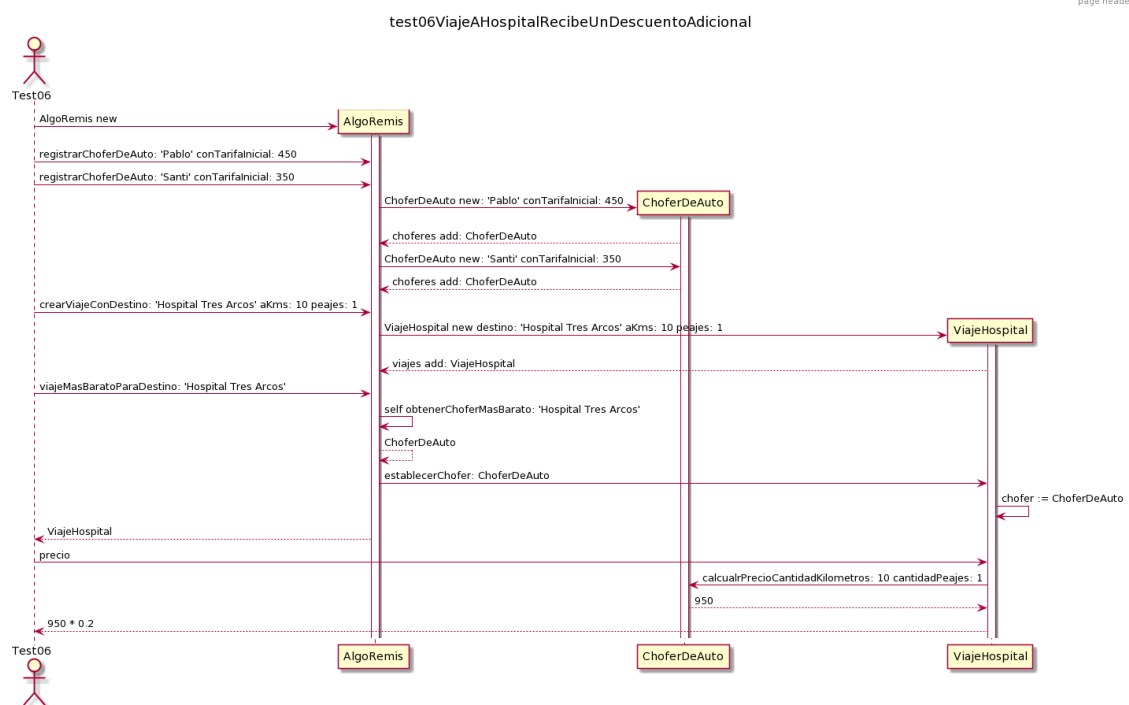 page heade
test06ViajeAHospitalRecibeUnDescuentoAdicional
Test06
AlgoRemis new
AlgoRemis
registrarChoferDeAuto: 'Pablo' conTarifaInicial: 450
registrarChoferDeAuto: 'Santi' conTarifaInicial: 350
ChoferDeAuto new: 'Pablo' conTarifaInicial: 450
ChoferDeAuto
choferes add: ChoferDeAuto
ChoferDeAuto new: 'Santi' conTarifaInicial: 350
choferes add: ChoferDeAuto
crearViajeConDestino: 'Hospital Tres Arcos' aKms: 10 peajes: 1
ViajeHospital new destino: 'Hospital Tres Arcos' aKms: 10 peajes: 1
ViajeHospital
viajes add: ViajeHospital
viajeMasBaratoParaDestino: 'Hospital Tres Arcos'
self obtenerChoferMasBarato: 'Hospital Tres Arcos'
ChoferDeAuto
establecerChofer: ChoferDeAuto
chofer := ChoferDeAuto
ViajeHospital
precio
calcualrPrecioCantidadKilometros: 10 cantidadPeajes: 1
950
950 * 0.2
Test06
AlgoRemis
ChoferDeAuto
ViajeHospital